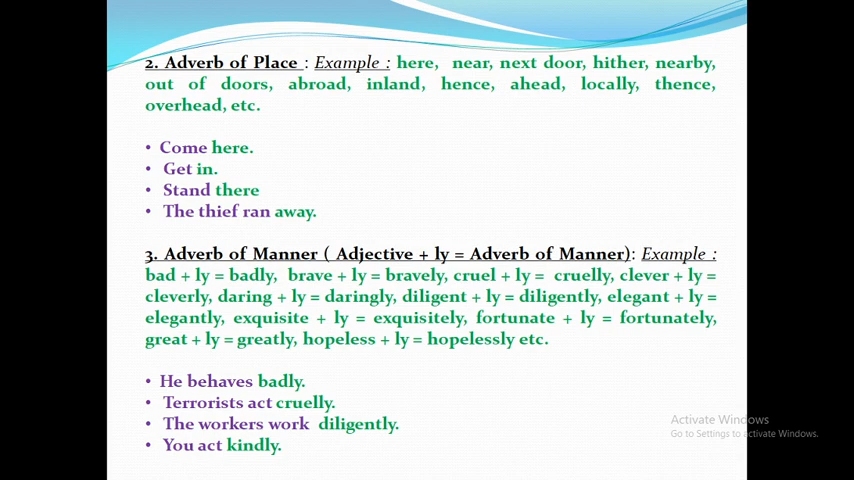 2. Adverb of Place : Example : here, near, next door, hither, nearby,
out of doors, abroad, inland, hence, ahead, locally, thence,
overhead, etc.
• Come here.
• Get in.
• Stand there
• The thief ran away.
3. Adverb of Manner ( Adjective + ly = Adverb of Manner): Example :
bad + ly = badly, brave + ly = bravely, cruel + ly = cruelly, clever + ly =
cleverly, daring + ly = daringly, diligent + ly = diligently, elegant + ly =
elegantly, exquisite + ly = exquisitely, fortunate + ly = fortunately,
great + ly = greatly, hopeless + ly = hopelessly etc.
• He behaves badly.
• Terrorists act cruelly.
• The workers work diligently.
• You act kindly.
Activate Windows
Go to Settings to activate Windows.